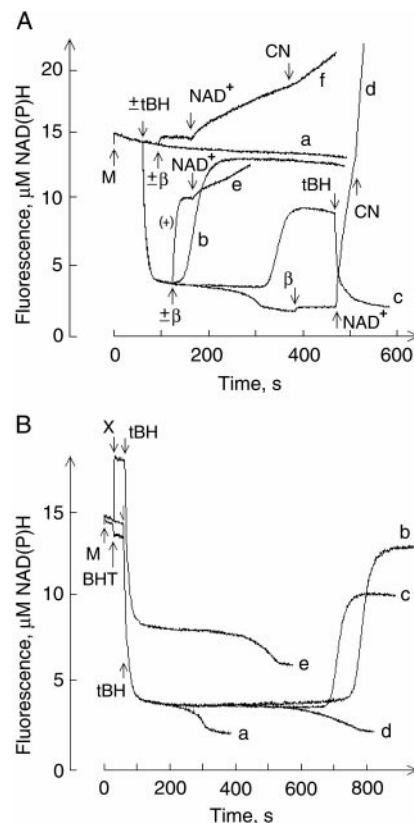 A
Fluorescence, µM NAD(P)H
20
15
10
5
0
±tBH
NAD⁺
CN
f
d
M
±β
a
NAD⁺
e
tBH
(+)
b
CN
±β
β
c
NAD⁺
0 200 400 600
Time, s
B
Fluorescence, µM NAD(P)H
15
10
5
0
X
tBH
M
BHT
tBH
b
c
e
a
d
0 200 400 600 800
Time, s